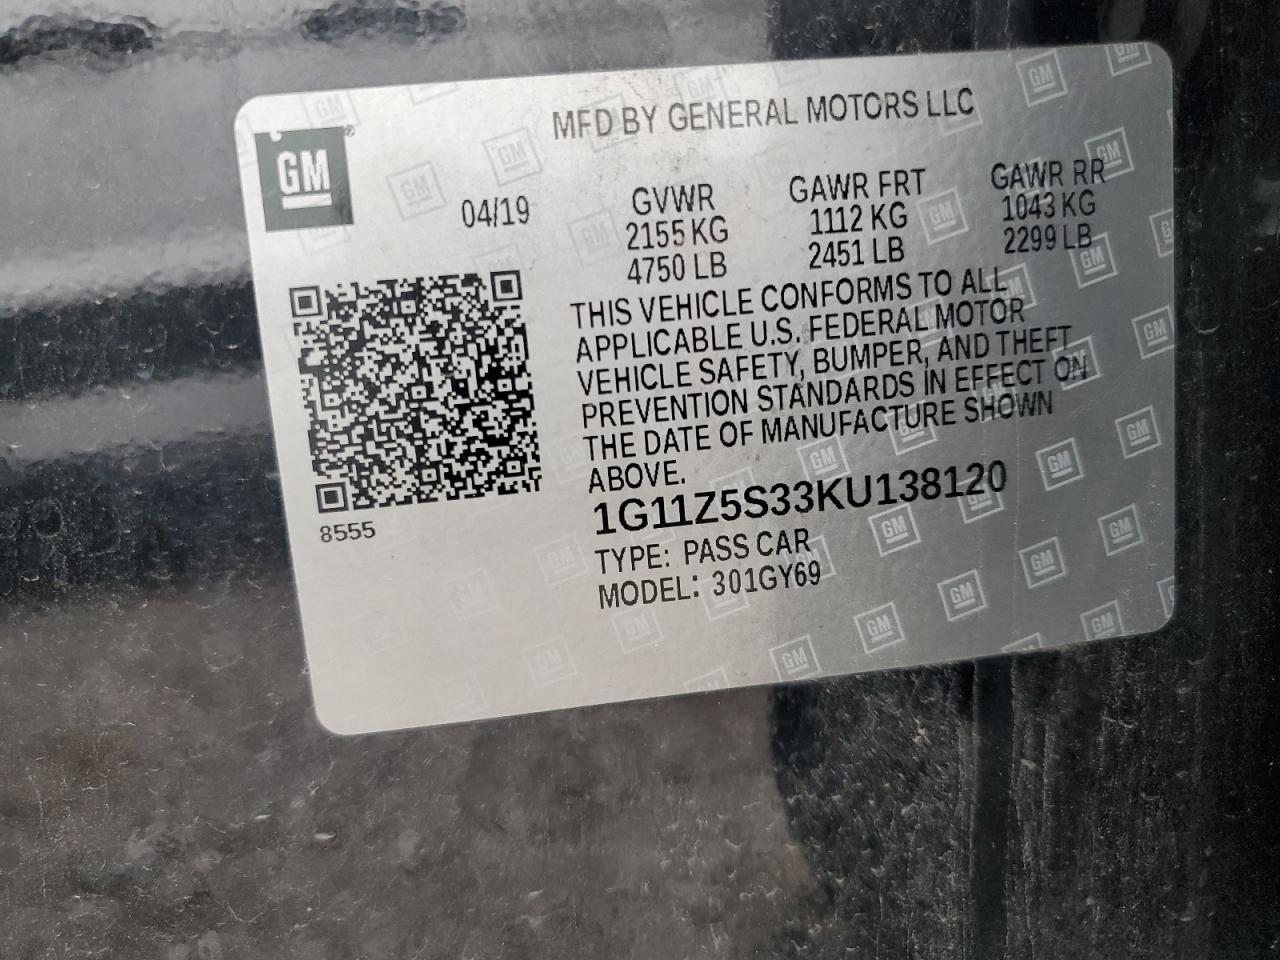 MFD BY GENERAL MOTORS LLC
GM
®
04/19
GVWR
2155 KG
4750 LB
GAWR FRT
1112 KG
2451 LB
GAWR RR
1043 KG
2299 LB
THIS VEHICLE CONFORMS TO ALL
APPLICABLE U.S. FEDERAL MOTOR
VEHICLE SAFETY, BUMPER, AND THEFT
PREVENTION STANDARDS IN EFFECT ON
THE DATE OF MANUFACTURE SHOWN
ABOVE.
8555
1G11Z5S33KU138120
TYPE: PASS CAR
MODEL: 301GY69